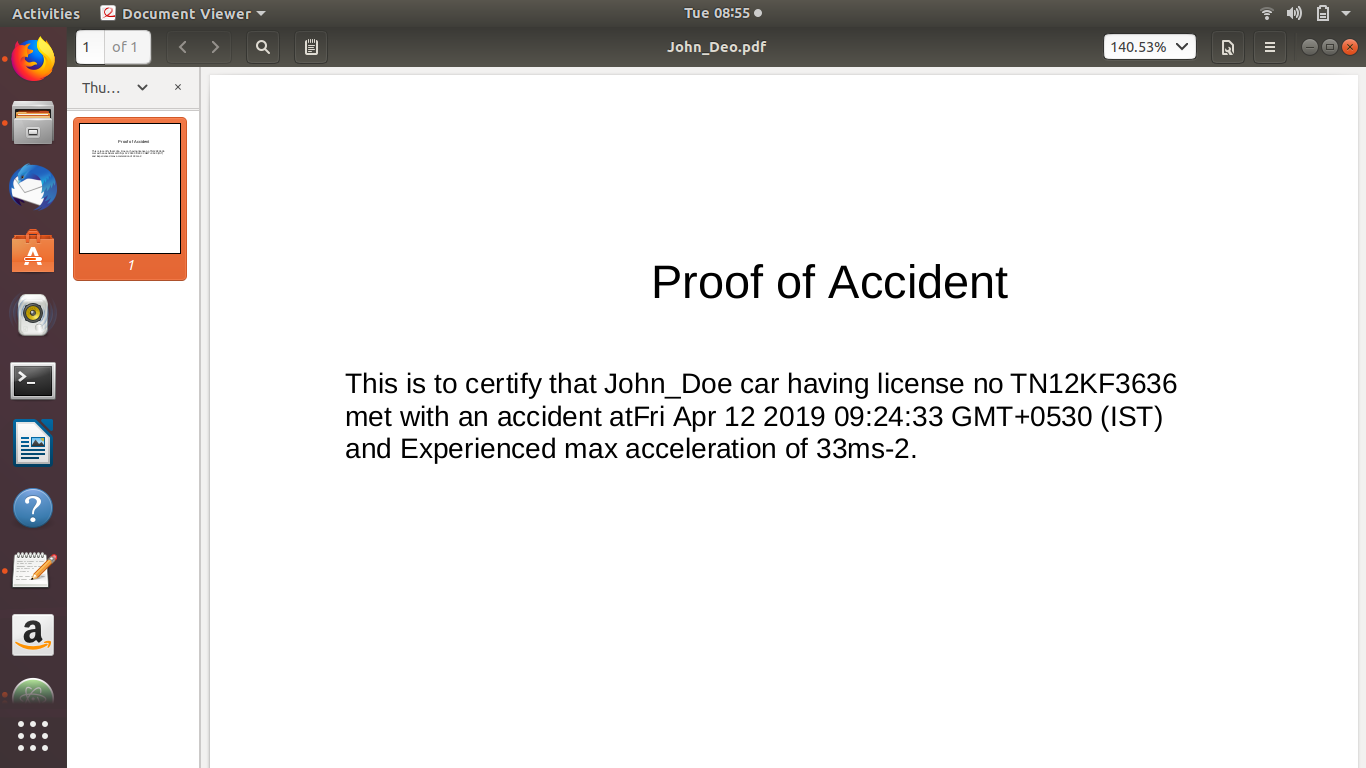 Activities
Document Viewer
Tue 08:55
1
of 1
John_Deo.pdf
140.53%
Thu...
Proof of Accident
1
Proof of Accident
This is to certify that John_Doe car having license no TN12KF3636
met with an accident atFri Apr 12 2019 09:24:33 GMT+0530 (IST)
and Experienced max acceleration of 33ms-2.